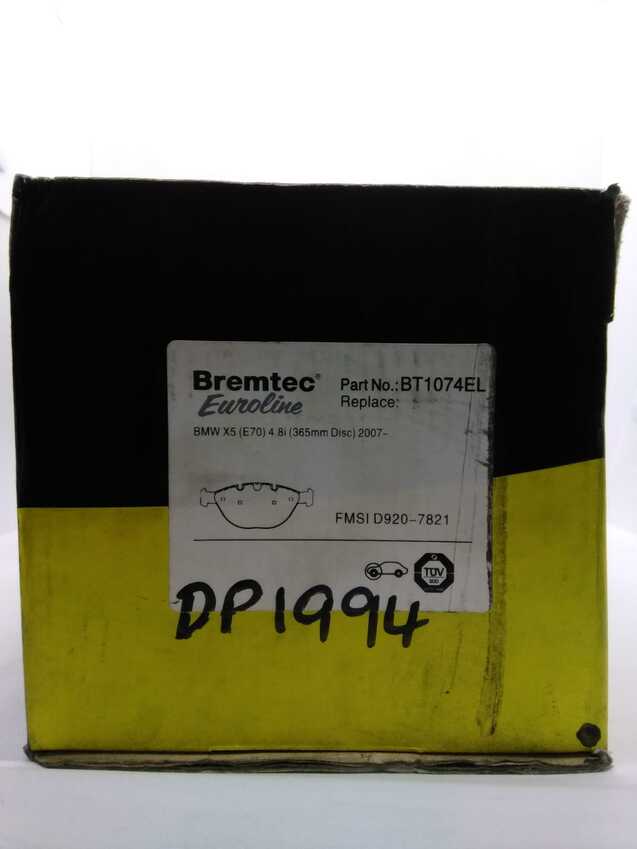 Bremtec®
Euroline
Part No.: BT1074EL
Replace:
BMW X5 (E70) 4.8i (365mm Disc) 2007-
FMSI D920-7821
TÜV
DP1994